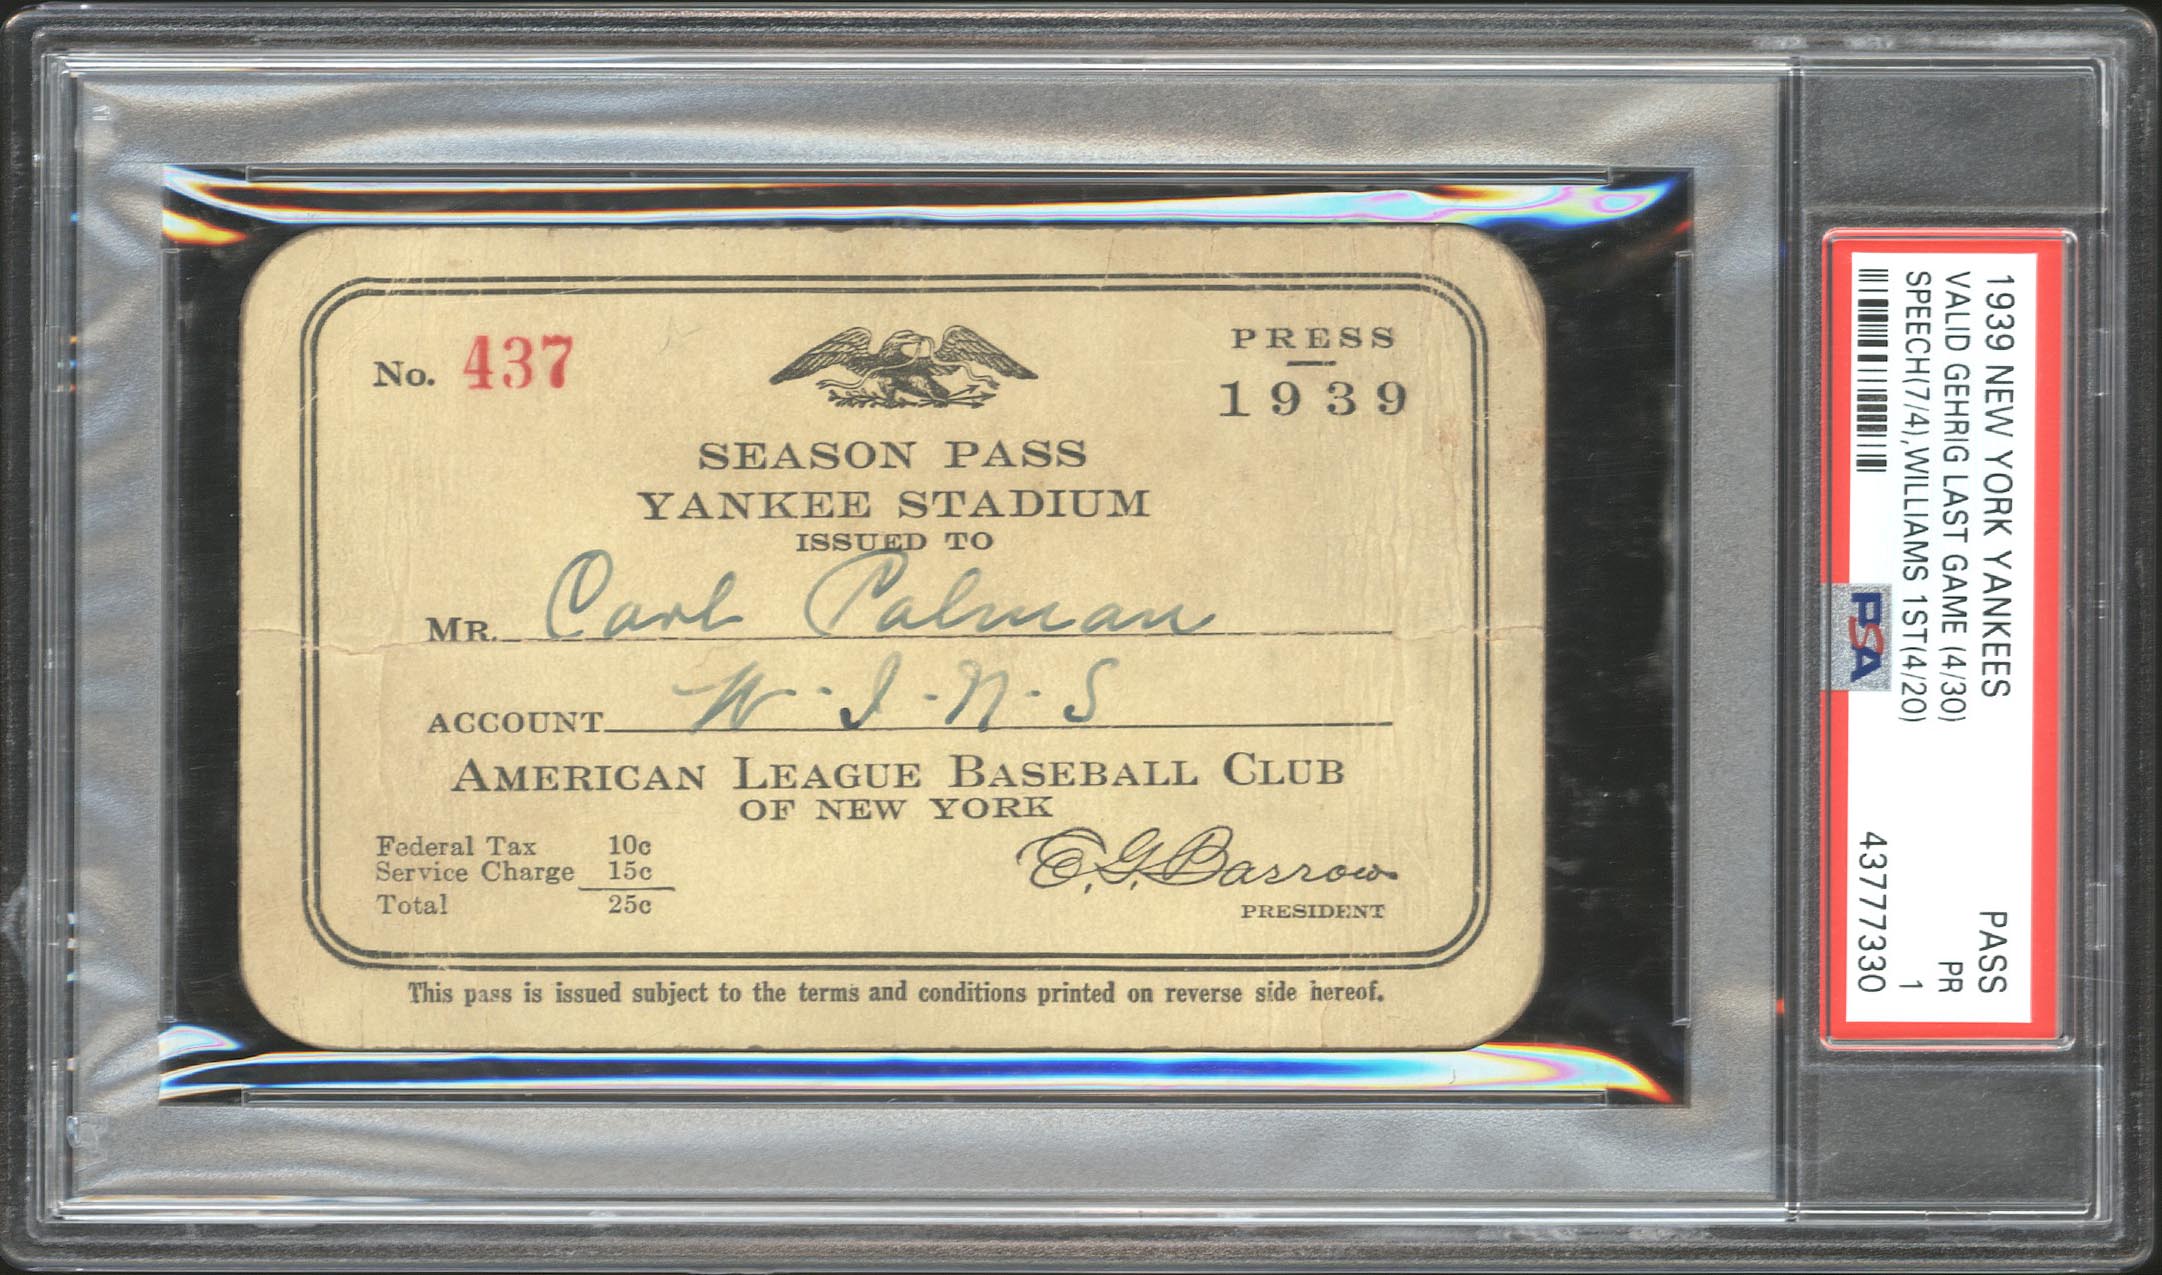 No. 437
PRESS
1939
SEASON PASS
YANKEE STADIUM
ISSUED TO
MR. Carl Palman
ACCOUNT W-I-N-S
AMERICAN LEAGUE BASEBALL CLUB
OF NEW YORK
Federal Tax 10c
Service Charge 15c
Total 25c
E.G. Barrow
PRESIDENT
This pass is issued subject to the terms and conditions printed on reverse side hereof.
1939 NEW YORK YANKEES PASS
VALID GEHRIG LAST GAME (4/30) PR
SPEECH(7/4),WILLIAMS 1ST(4/20) 1
PSA 43777330